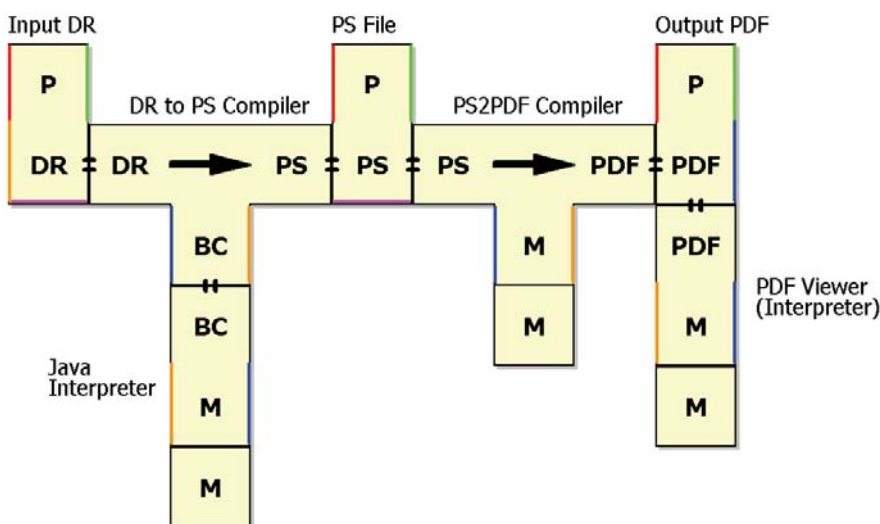 Input DR
PS File
Output PDF
P
P
P
DR to PS Compiler
PS2PDF Compiler
DR DR PS PS PS PDF PDF
BC
M
PDF
BC
M
M
PDF Viewer
(Interpreter)
Java
Interpreter
M
M
M